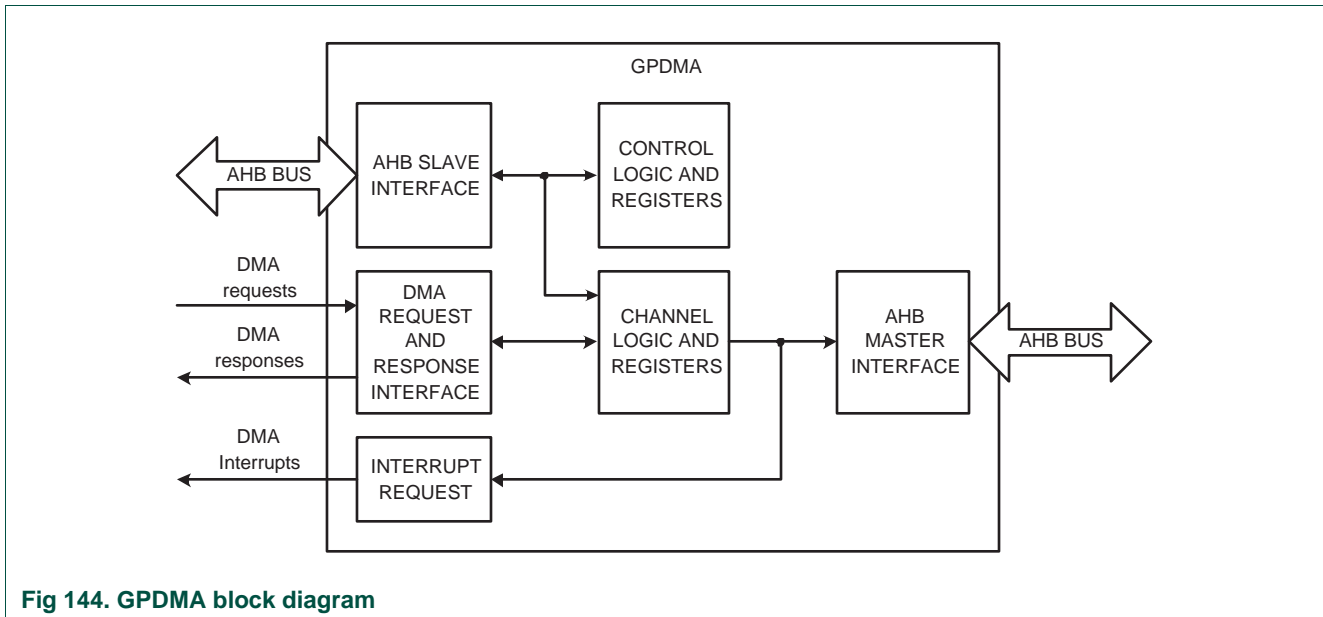 GPDMA
AHB BUS
AHB SLAVE
INTERFACE
CONTROL
LOGIC AND
REGISTERS
DMA
requests
DMA
responses
DMA
REQUEST
AND
RESPONSE
INTERFACE
CHANNEL
LOGIC AND
REGISTERS
AHB
MASTER
INTERFACE
AHB BUS
DMA
Interrupts
INTERRUPT
REQUEST
Fig 144. GPDMA block diagram